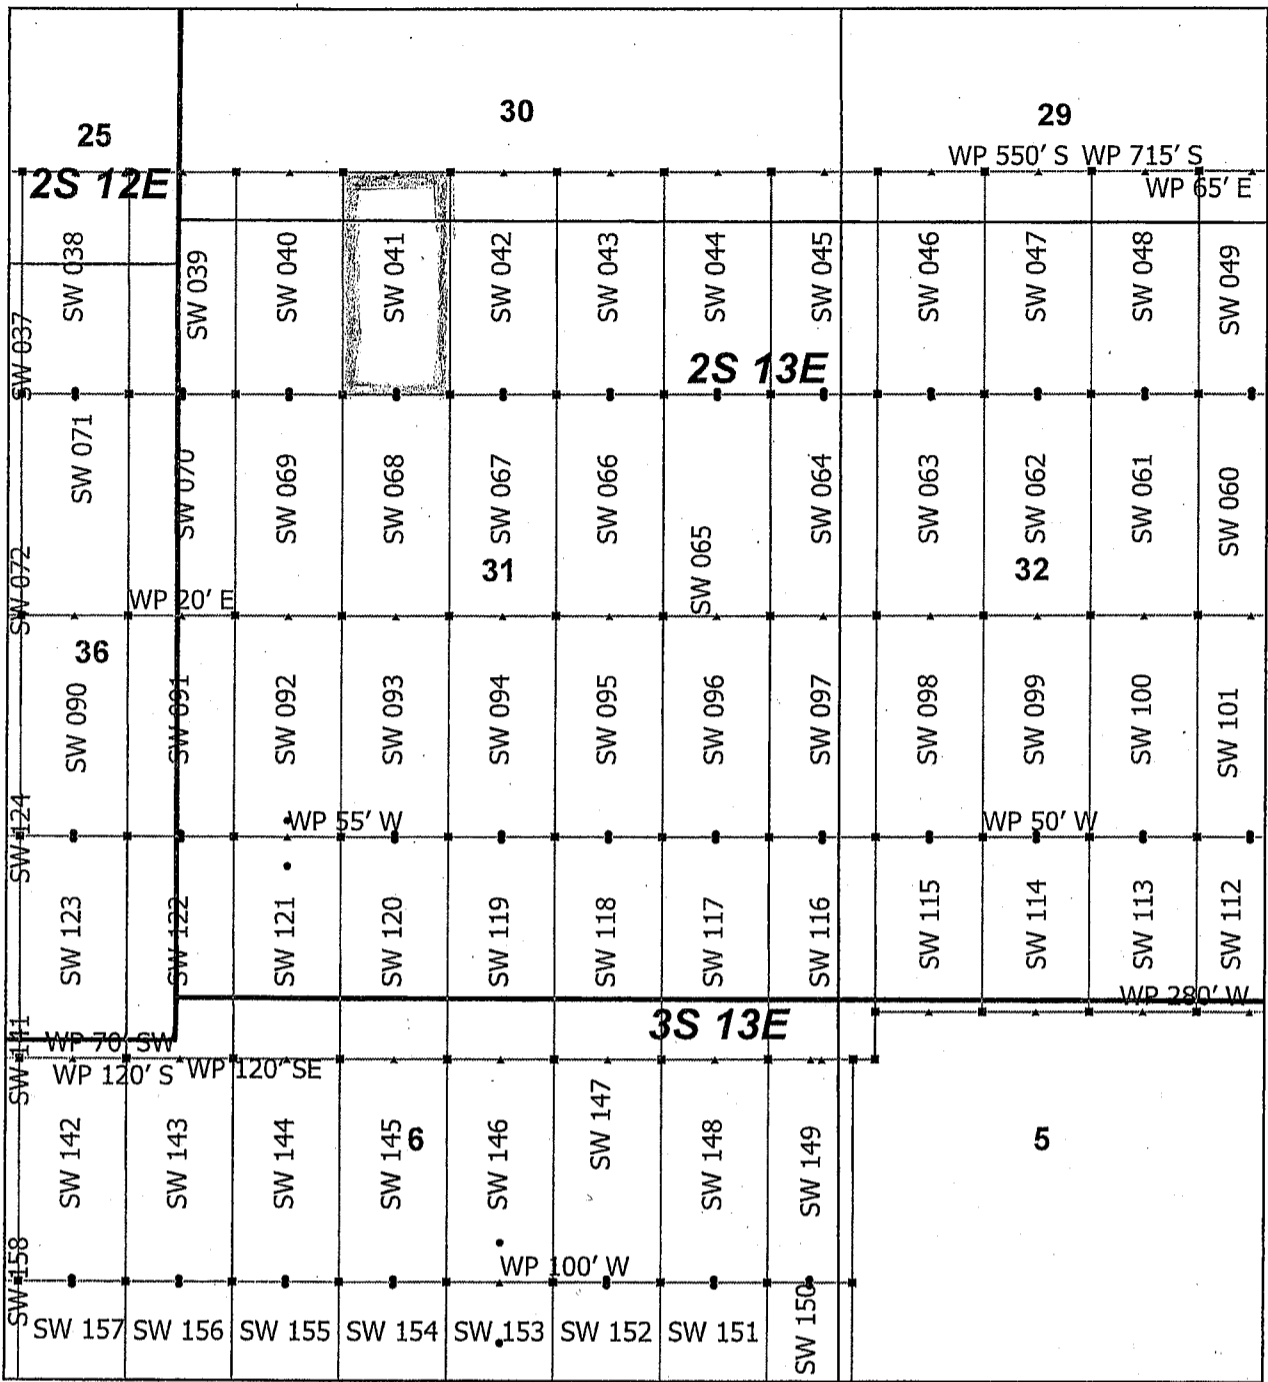 30
29
25
WP 550' S WP 715' S
2S 12E
WP 65' E
SW 037
SW 038
SW 039
SW 040
SW 041
SW 042
SW 043
SW 044
SW 045
SW 046
SW 047
SW 048
SW 049
2S 13E
SW 072
SW 071
SW 070
SW 069
SW 068
SW 067
SW 066
SW 065
SW 064
SW 063
SW 062
SW 061
SW 060
31
32
WP 20' E
36
SW 124
SW 090
SW 091
SW 092
SW 093
SW 094
SW 095
SW 096
SW 097
SW 098
SW 099
SW 100
SW 101
WP 55' W
WP 50' W
SW 123
SW 122
SW 121
SW 120
SW 119
SW 118
SW 117
SW 116
SW 115
SW 114
SW 113
SW 112
WP 280' W
3S 13E
SW 141
WP 70' SW
WP 120' S
WP 120' SE
SW 142
SW 143
SW 144
SW 145
6
SW 146
SW 147
SW 148
SW 149
5
SW 158
WP 100' W
SW 157
SW 156
SW 155
SW 154
SW 153
SW 152
SW 151
SW 150